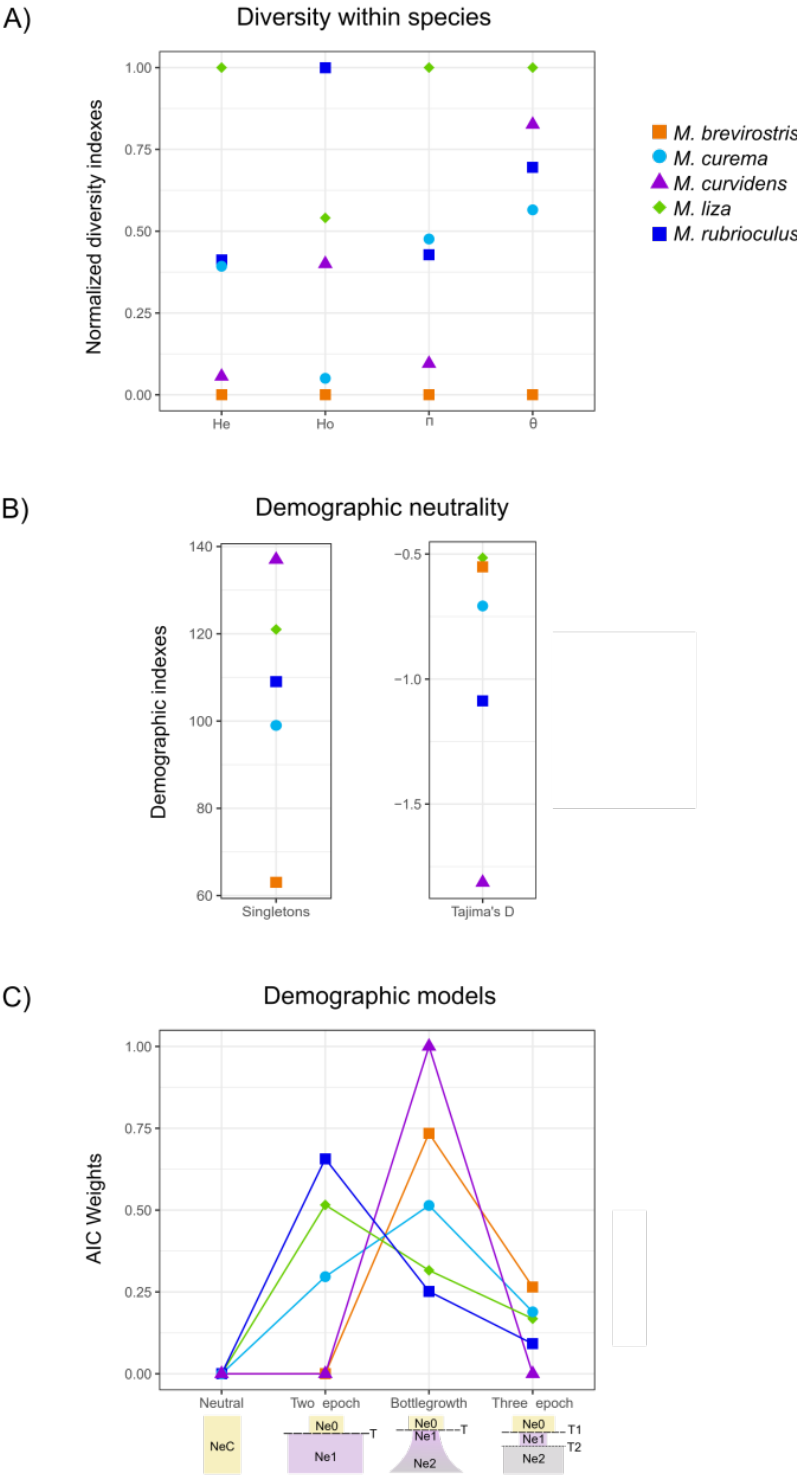 A)
Diversity within species
Normalized diversity indexes
1.00
0.75
0.50
0.25
0.00
He
Ho
п
θ
M. brevirostris
M. curema
M. curvidens
M. liza
M. rubrioculus
B)
Demographic neutrality
Demographic indexes
140
120
100
80
60
Singletons
−0.5
−1.0
−1.5
Tajima's D
C)
Demographic models
AIC Weights
1.00
0.75
0.50
0.25
0.00
Neutral
Two epoch
Bottlegrowth
Three epoch
NeC
Ne0
T
Ne1
Ne0
T
Ne1
Ne2
Ne0
T1
Ne1
T2
Ne2